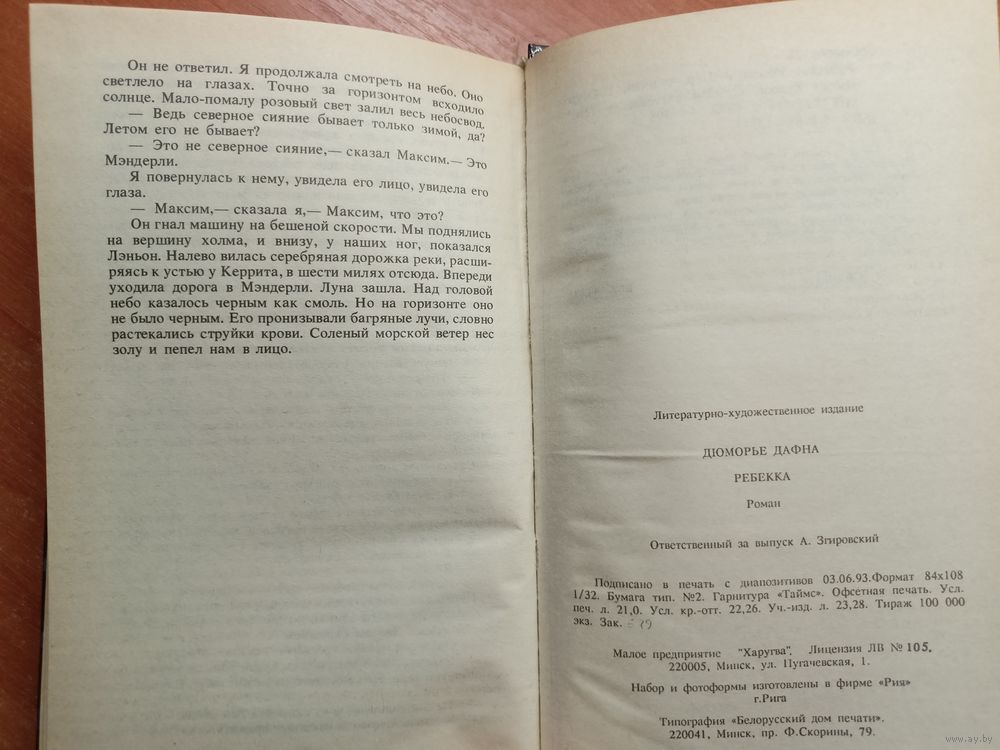 Он не ответил. Я продолжала смотреть на небо. Оно
светлело на глазах. Точно за горизонтом всходило
солнце. Мало-помалу розовый свет залил весь небосвод.
— Ведь северное сияние бывает только зимой, да?
Летом его не бывает?
— Это не северное сияние,— сказал Максим.— Это
Мэндерли.
Я повернулась к нему, увидела его лицо, увидела его
глаза.
— Максим,— сказала я,— Максим, что это?
Он гнал машину на бешеной скорости. Мы поднялись
на вершину холма, и внизу, у наших ног, показался
Лэньон. Налево вилась серебряная дорожка реки, расши-
ряясь к устью у Керрита, в шести милях отсюда. Впереди
уходила дорога в Мэндерли. Луна зашла. Над головой
небо казалось черным как смоль. Но на горизонте оно
не было черным. Его пронизывали багряные лучи, словно
растекались струйки крови. Соленый морской ветер нес
золу и пепел нам в лицо.
Литературно-художественное издание
ДЮМОРЬЕ ДАФНА
РЕБЕККА
Роман
Ответственный за выпуск А. Згировский
Подписано в печать с диапозитивов 03.06.93.Формат 84х108
1/32. Бумага тип. №2. Гарнитура «Таймс». Офсетная печать. Усл.
печ. л. 21,0. Усл. кр.-отт. 22,26. Уч.-изд. л. 23,28. Тираж 100 000
экз. Зак.
Малое предприятие "Харугва". Лицензия ЛВ № 105.
220005, Минск, ул. Пугачевская, 1.
Набор и фотоформы изготовлены в фирме «Рия»
г.Рига
Типография «Белорусский дом печати».
220041, Минск, пр. Ф.Скорины, 79.
www.ay.by